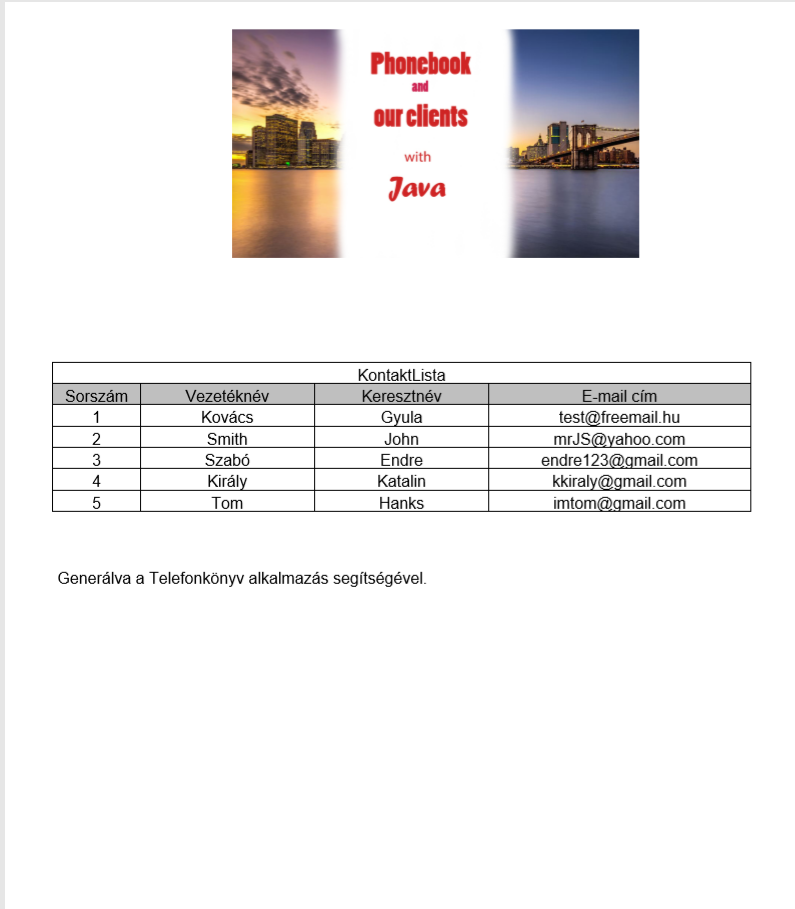 Phonebook
and
our clients
with
Java
KontaktLista
Sorszám Vezetéknév Keresztnév E-mail cím
1 Kovács Gyula test@freemail.hu
2 Smith John mrJS@yahoo.com
3 Szabó Endre endre123@gmail.com
4 Király Katalin kkiraly@gmail.com
5 Tom Hanks imtom@gmail.com
Generálva a Telefonkönyv alkalmazás segítségével.